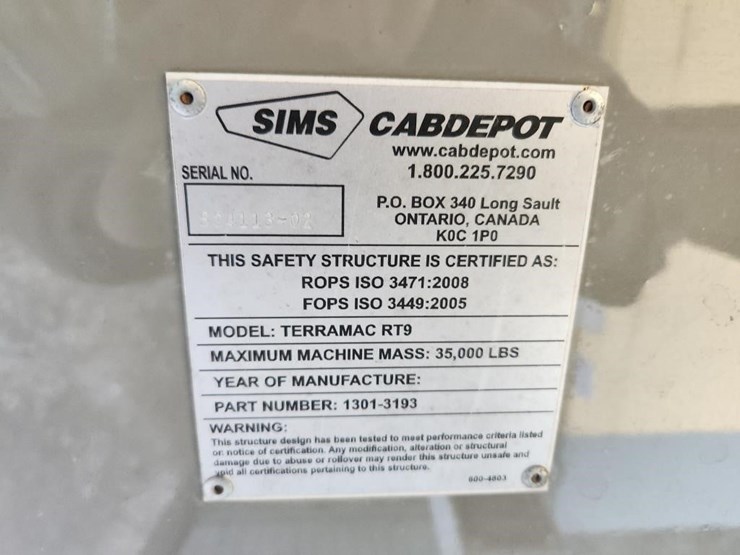 SIMS CABDEPOT
www.cabdepot.com
1.800.225.7290
SERIAL NO.
P.O. BOX 340 Long Sault
ONTARIO, CANADA
K0C 1P0
THIS SAFETY STRUCTURE IS CERTIFIED AS:
ROPS ISO 3471:2008
FOPS ISO 3449:2005
MODEL: TERRAMAC RT9
MAXIMUM MACHINE MASS: 35,000 LBS
YEAR OF MANUFACTURE:
PART NUMBER: 1301-3193
WARNING:
This structure design has been tested to meet performance criteria listed
on notice of certification. Any modification, alteration or structural
damage due to abuse or rollover may render this structure unsafe and
void all certifications pertaining to this structure.
600-4803